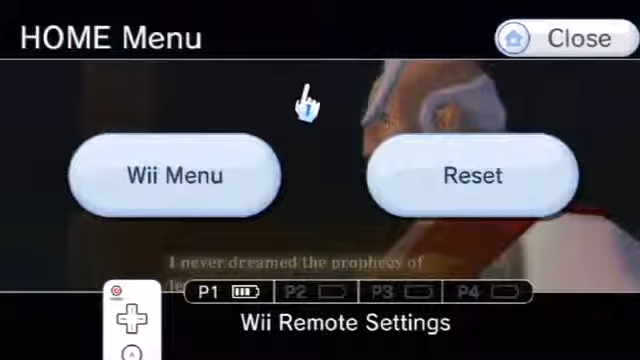 HOME Menu
Close
Wii Menu
Reset
I never dreamed the prophecy of
P1
P2
P3
P4
Wii Remote Settings
A